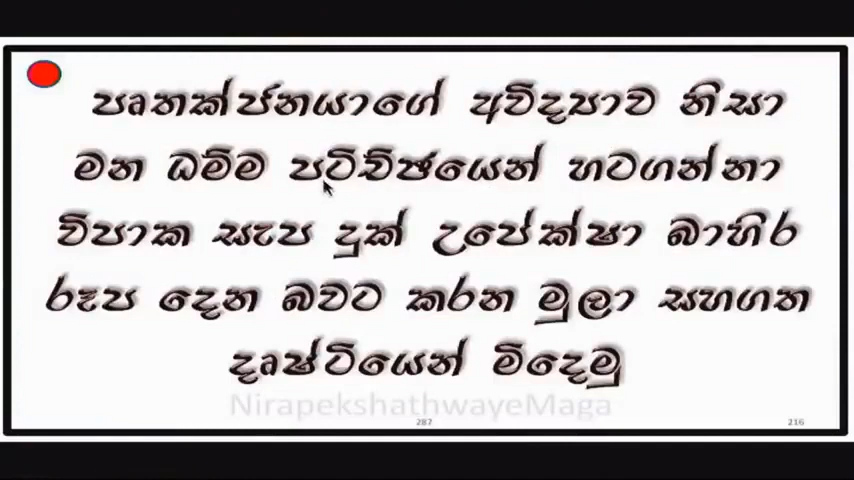 පෘතක්ජනයාගේ අවිද්‍යාව නිසා
මන ධම්ම පටිච්ඡයෙන් හටගන්නා
විපාක සැප දුක් උපේක්ෂා බාහිර
රූප දෙන බවට කරන මුලා සහගත
දෘෂ්ටියෙන් මිදෙමු
NirapekshathwayeMaga
287 216